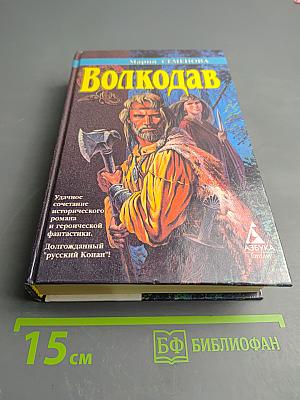 Мария СЕМЕНОВА
Волкодав
Удачное
сочетание
исторического
романа
и героической
фантастики.
Долгожданный
"русский Конан"!
АЗБУКА
15 см
БФ БИБЛИОФАН